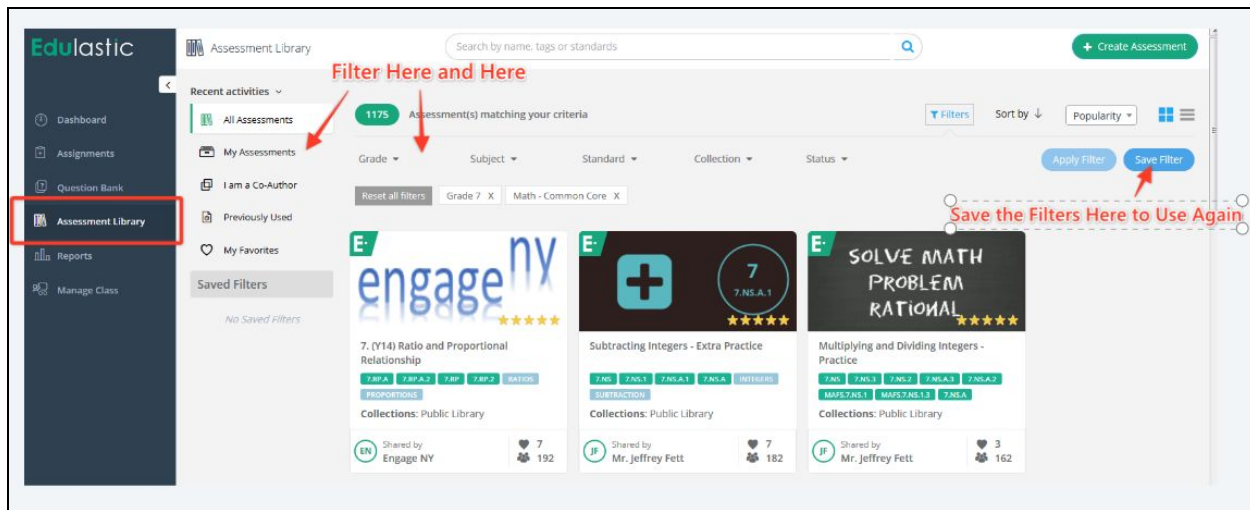 Edulastic
Assessment Library
Search by name, tags or standards
+ Create Assessment
Filter Here and Here
Recent activities
Dashboard
Assignments
Question Bank
Assessment Library
Reports
Manage Class
All Assessments
My Assessments
I am a Co-Author
Previously Used
My Favorites
Saved Filters
No Saved Filters
1175 Assessment(s) matching your criteria
Filters Sort by Popularity
Grade Subject Standard Collection Status
Apply Filter Save Filter
Reset all filters Grade 7 X Math - Common Core X
Save the Filters Here to Use Again
E
engage ny
7. (Y14) Ratio and Proportional
Relationship
7.RP.A 7.RP.A.2 7.RP 7.RP.2 RATIOS
PROPORTIONS
Collections: Public Library
EN Shared by 7
Engage NY 192
E
7
7.NS.A.1
Subtracting Integers - Extra Practice
7.NS 7.NS.1 7.NS.A.1 7.NS.A INTEGERS
SUBTRACTION
Collections: Public Library
JF Shared by 7
Mr. Jeffrey Fett 182
E
SOLVE MATH
PROBLEM
RATIONAL
Multiplying and Dividing Integers -
Practice
7.NS 7.NS.3 7.NS.2 7.NS.A.3 7.NS.A.2
MAFS.7.NS.1 MAFS.7.NS.1.3 7.NS.A
Collections: Public Library
JF Shared by 3
Mr. Jeffrey Fett 162